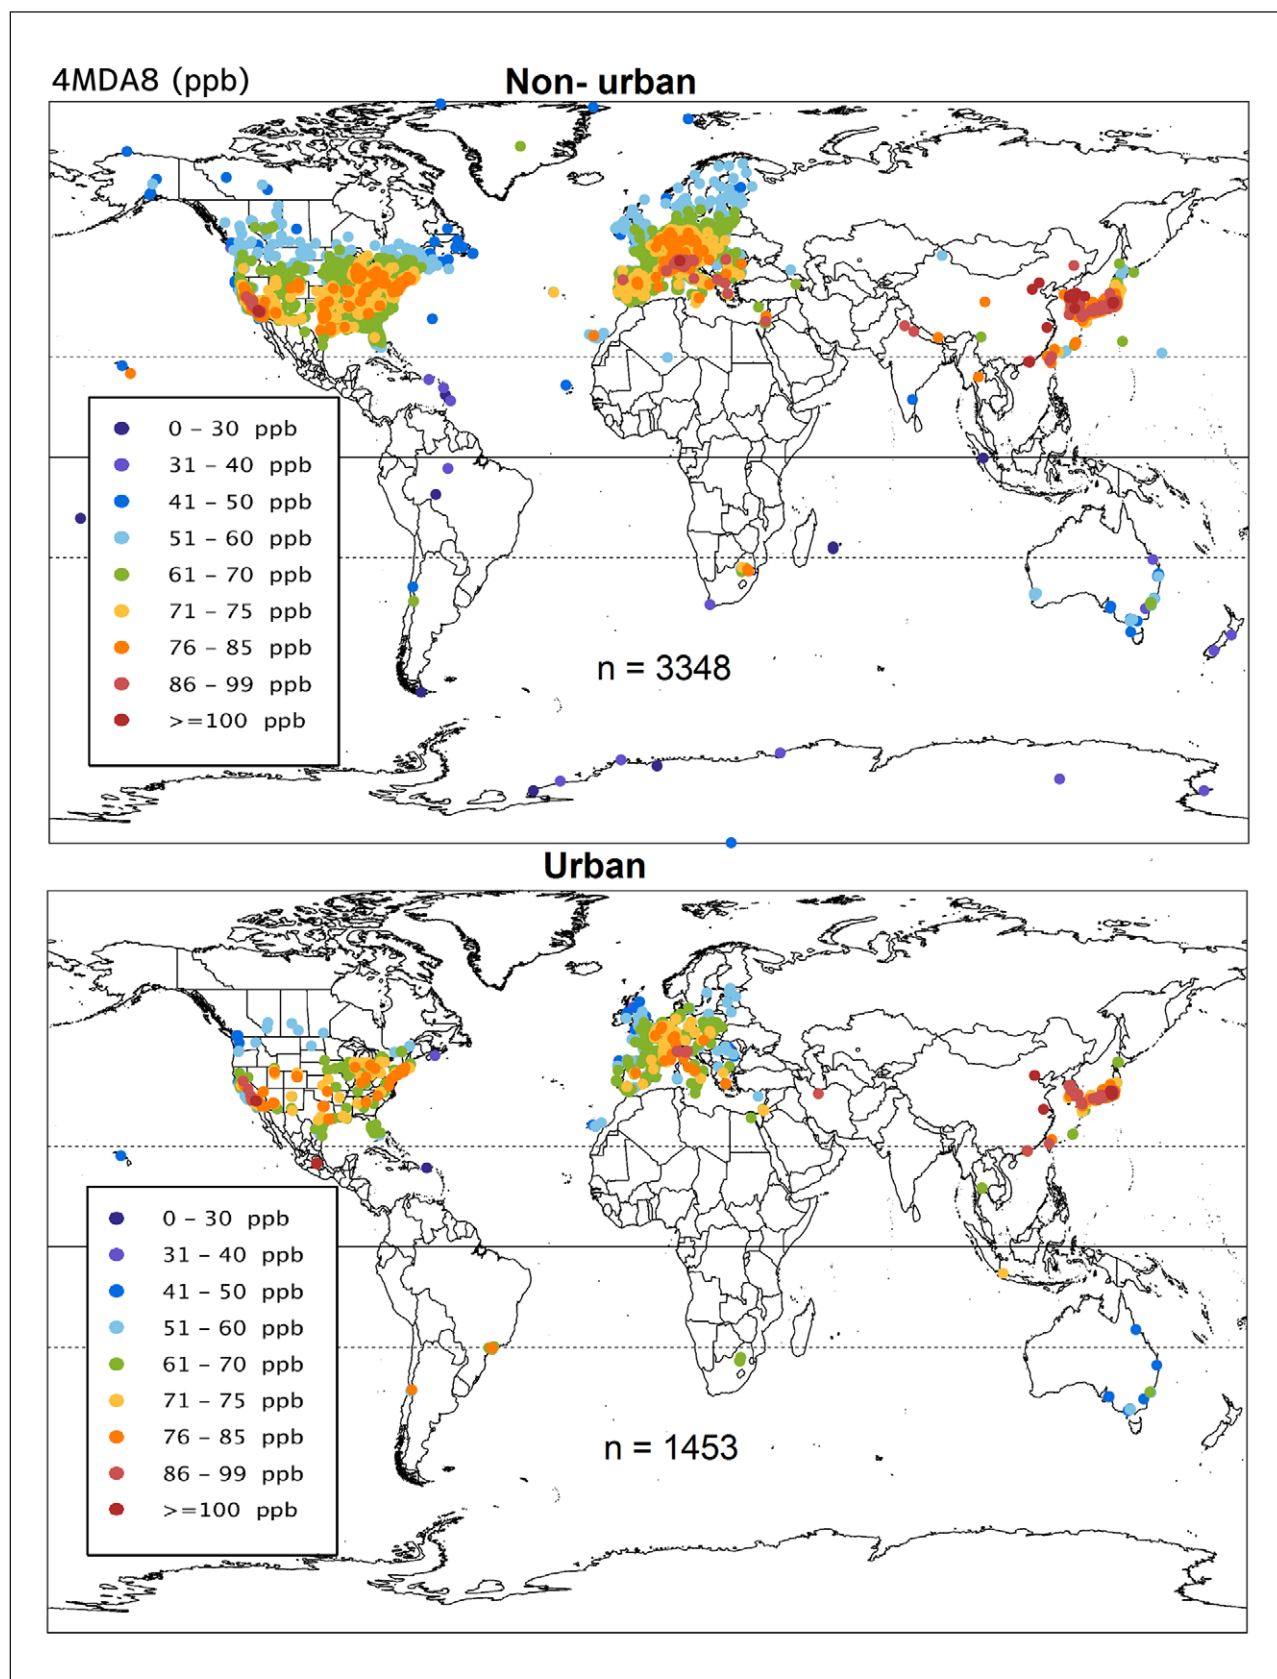 4MDA8 (ppb)
Non- urban
0 – 30 ppb
31 – 40 ppb
41 – 50 ppb
51 – 60 ppb
61 – 70 ppb
71 – 75 ppb
76 – 85 ppb
86 – 99 ppb
>=100 ppb
n = 3348
Urban
0 – 30 ppb
31 – 40 ppb
41 – 50 ppb
51 – 60 ppb
61 – 70 ppb
71 – 75 ppb
76 – 85 ppb
86 – 99 ppb
>=100 ppb
n = 1453